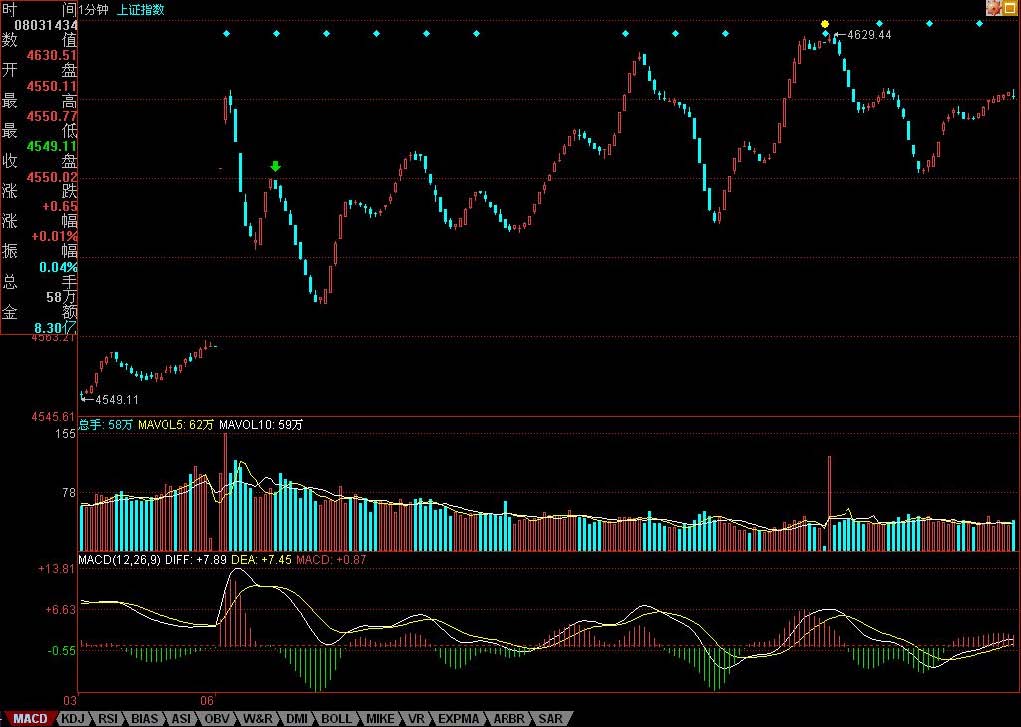 时 间 1分钟 上证指数
08031434
数 值
4630.51
开 盘
4550.11
最 高
4550.77
最 低
4549.11
收 盘
4550.02
涨 跌
+0.65
涨 幅
+0.01%
振 幅
0.04%
总 手
58万
金 额
8.30亿
4563.21
4545.61
4629.44
4549.11
总手: 58万 MAVOL5: 62万 MAVOL10: 59万
155
78
MACD(12,26,9) DIFF: +7.89 DEA: +7.45 MACD: +0.87
+13.81
+6.63
-0.55
03 06
MACD KDJ RSI BIAS ASI OBV W&R DMI BOLL MIKE VR EXPMA ARBR SAR